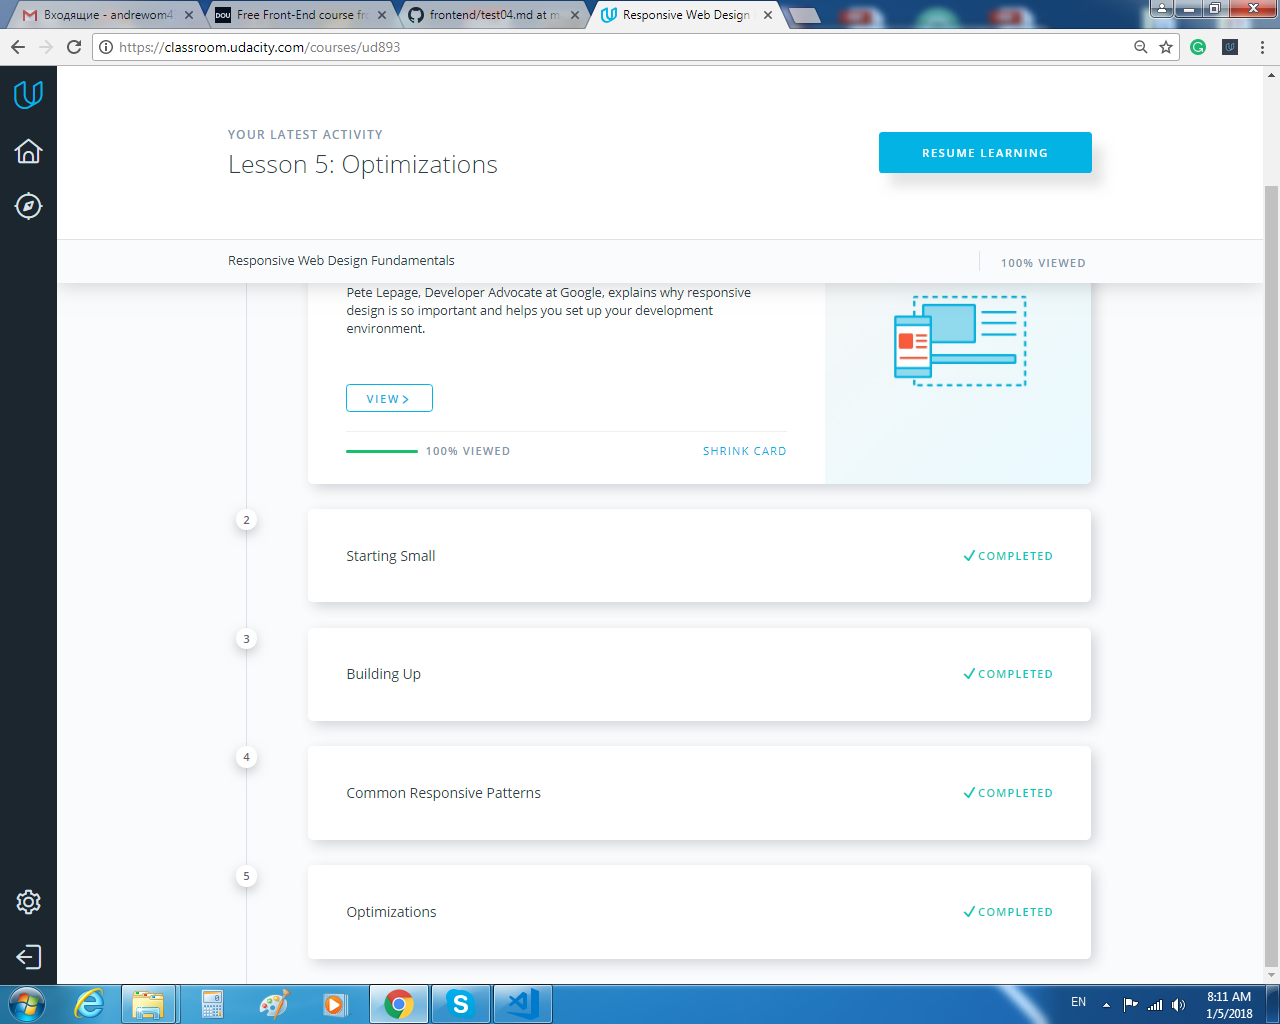 Входящие - andrewom4
Free Front-End course fr
frontend/test04.md at m
Responsive Web Design
https://classroom.udacity.com/courses/ud893
YOUR LATEST ACTIVITY
Lesson 5: Optimizations
RESUME LEARNING
Responsive Web Design Fundamentals
100% VIEWED
Pete Lepage, Developer Advocate at Google, explains why responsive
design is so important and helps you set up your development
environment.
VIEW
100% VIEWED
SHRINK CARD
2
Starting Small
COMPLETED
3
Building Up
COMPLETED
4
Common Responsive Patterns
COMPLETED
5
Optimizations
COMPLETED
EN
8:11 AM
1/5/2018